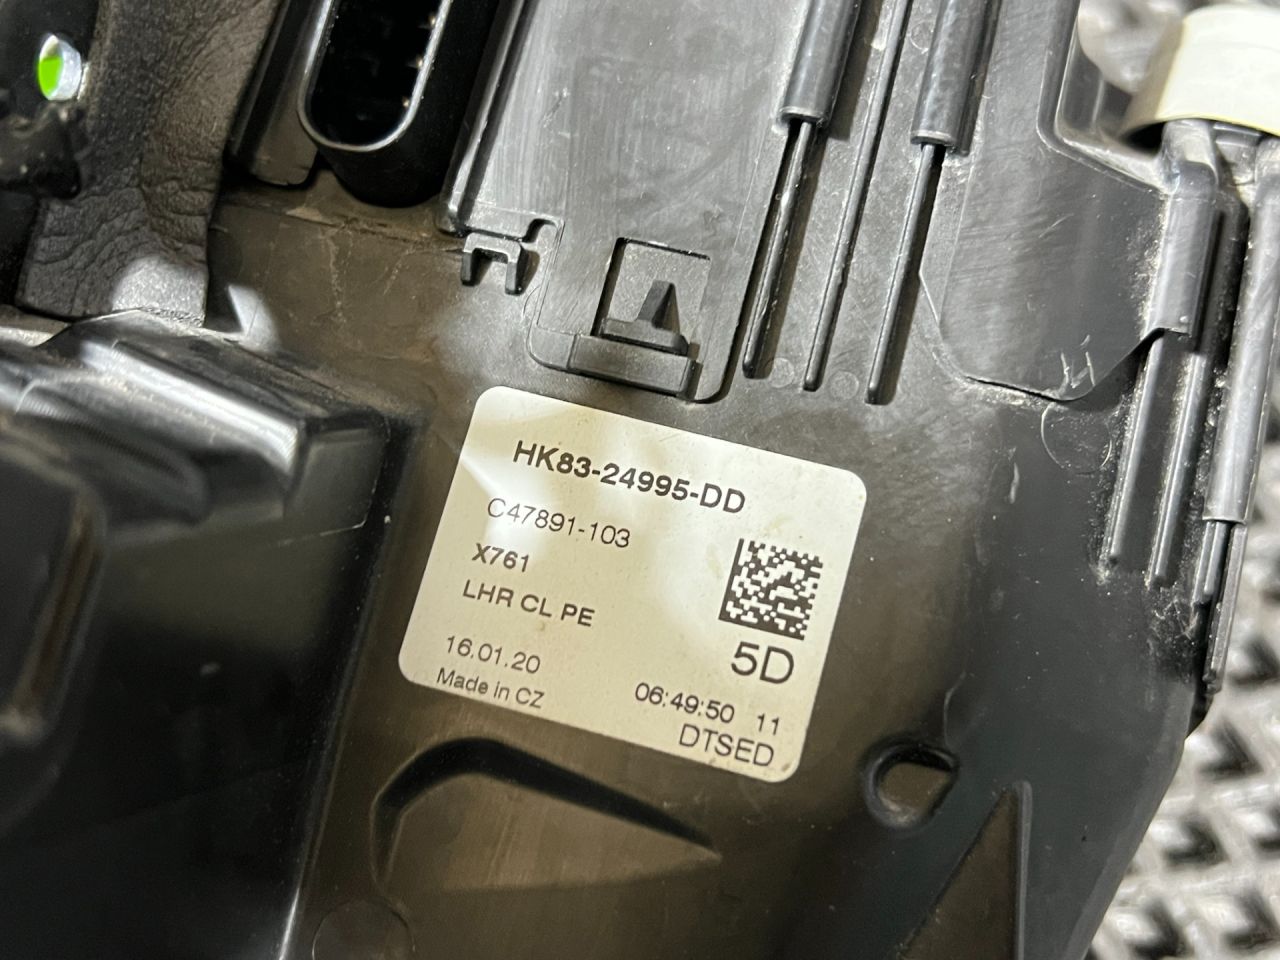 HK83-24995-DD
C47891-103
X761
LHR CL PE
5D
16.01.20
06:49:50 11
Made in CZ
DTSED